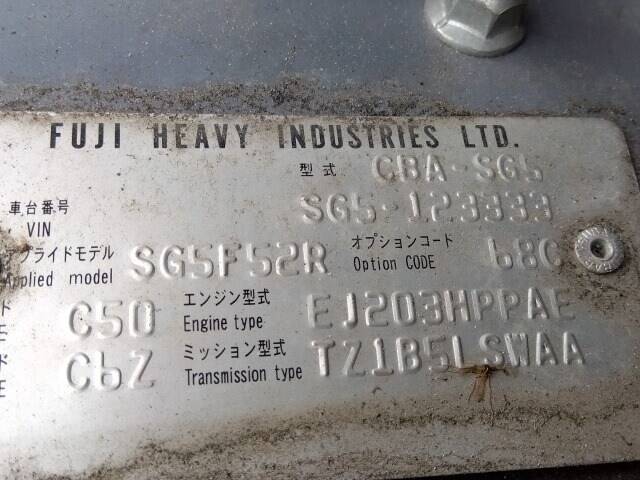 FUJI HEAVY INDUSTRIES LTD.
型式 CBA-SG5
車台番号 VIN SG5-123333
プライドモデル Applied model SG5F52R オプションコード Option CODE 68C
C50 エンジン型式 Engine type EJ203HPPAE
C6Z ミッション型式 Transmission type TZ1B5LSWAA